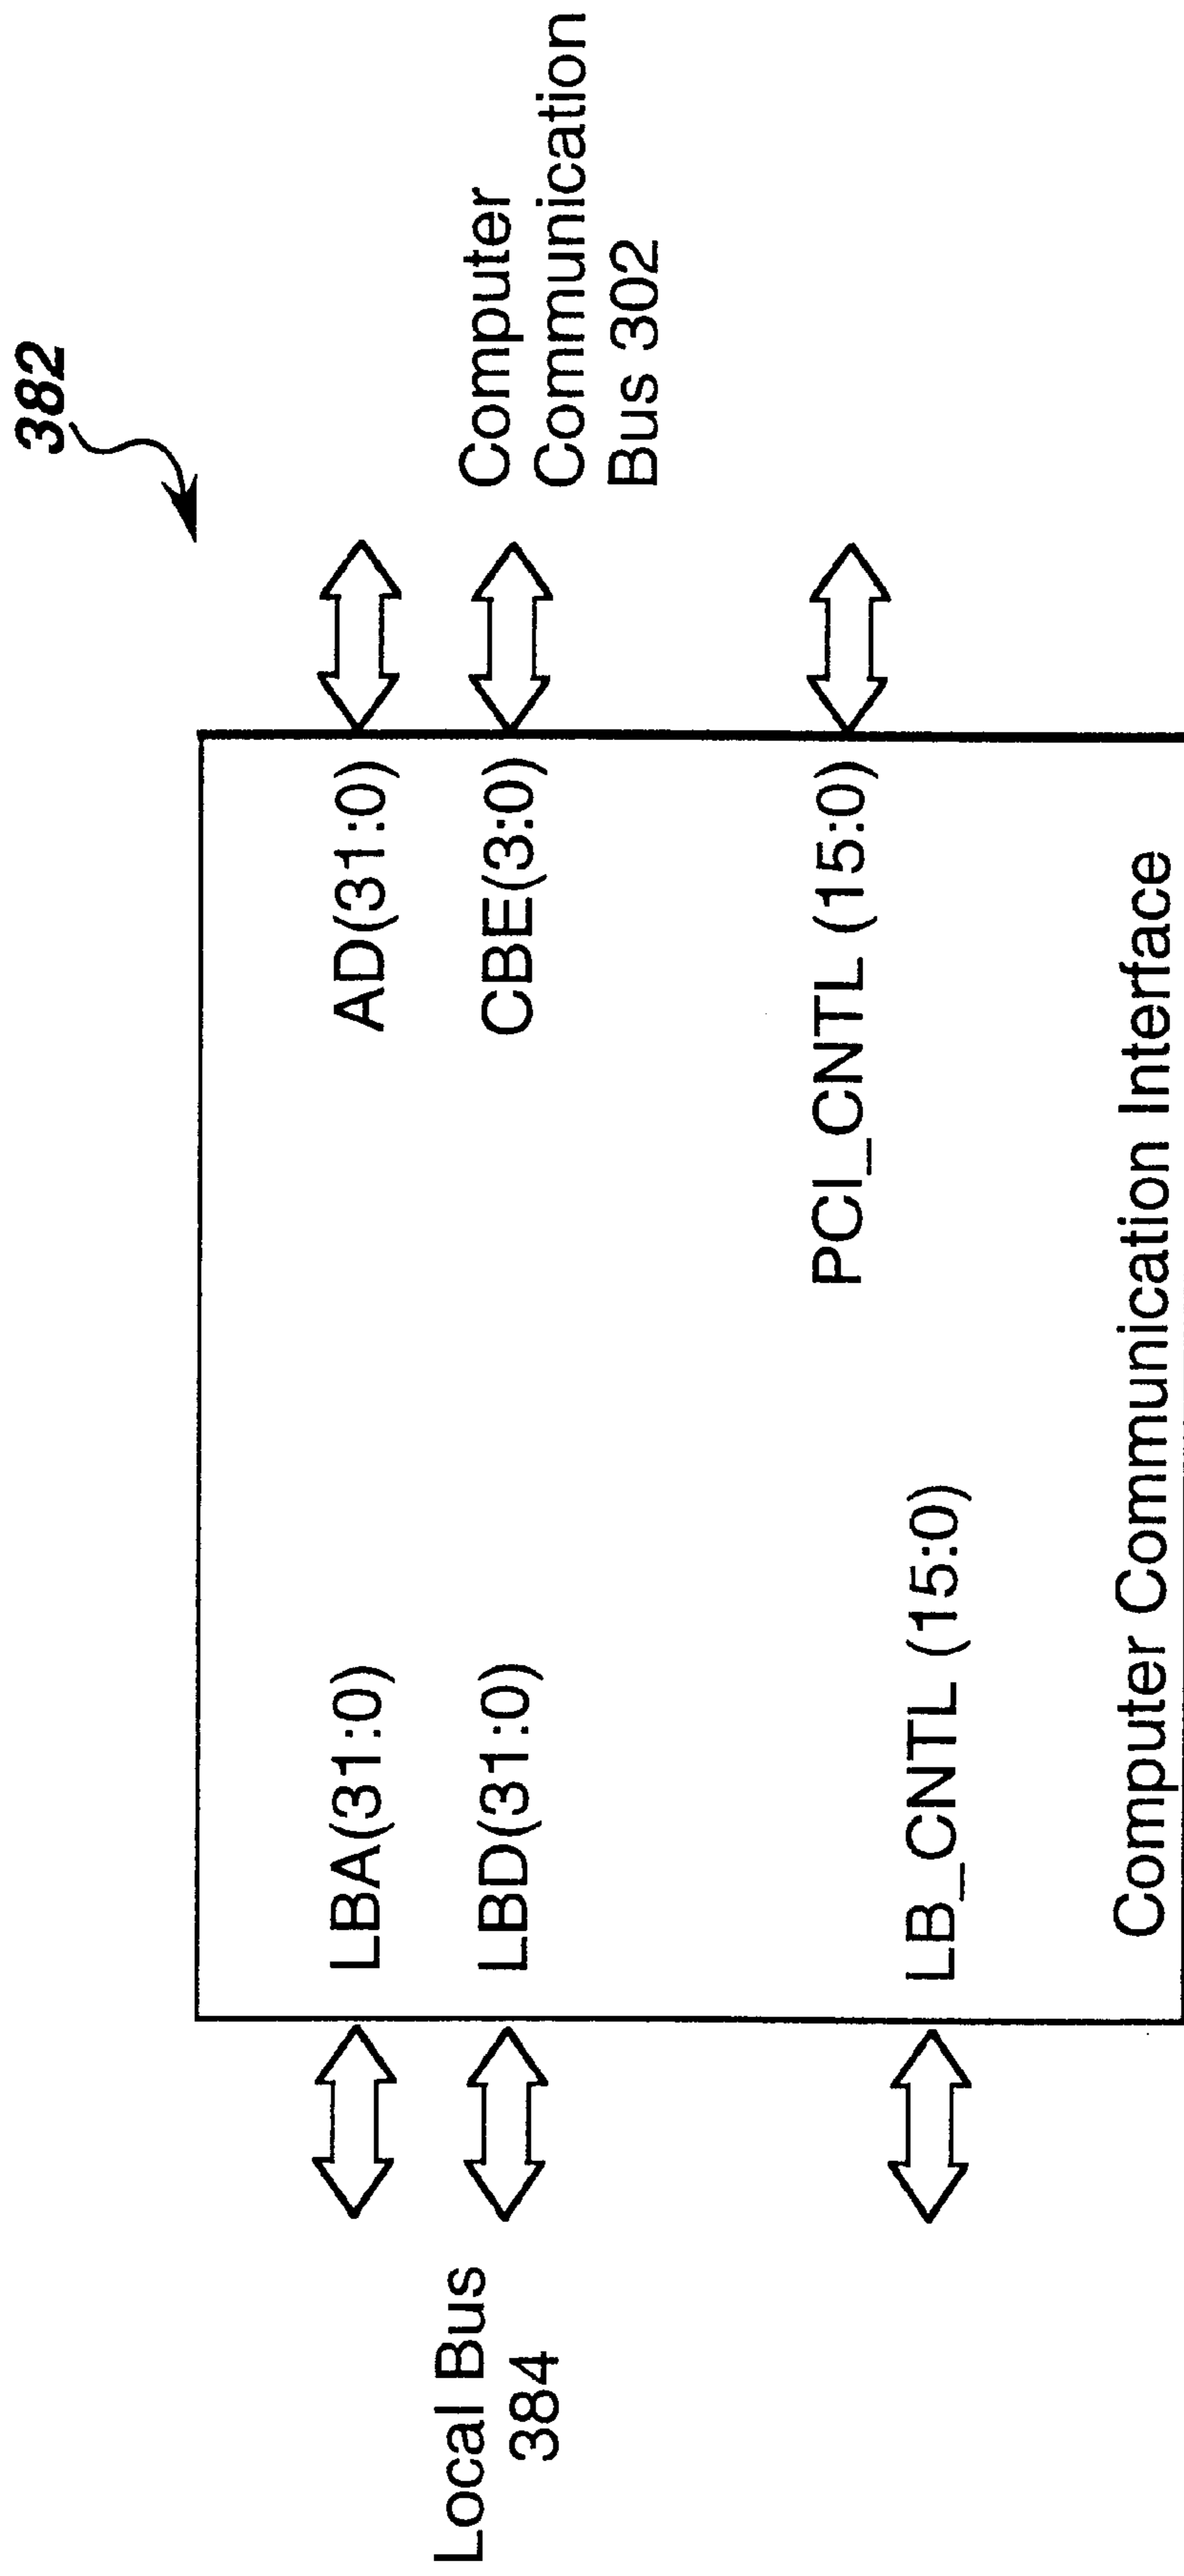 382
Local Bus
384
LBA(31:0)
LBD(31:0)
LB_CNTL (15:0)
AD(31:0)
CBE(3:0)
PCI_CNTL (15:0)
Computer Communication Interface
Computer
Communication
Bus 302